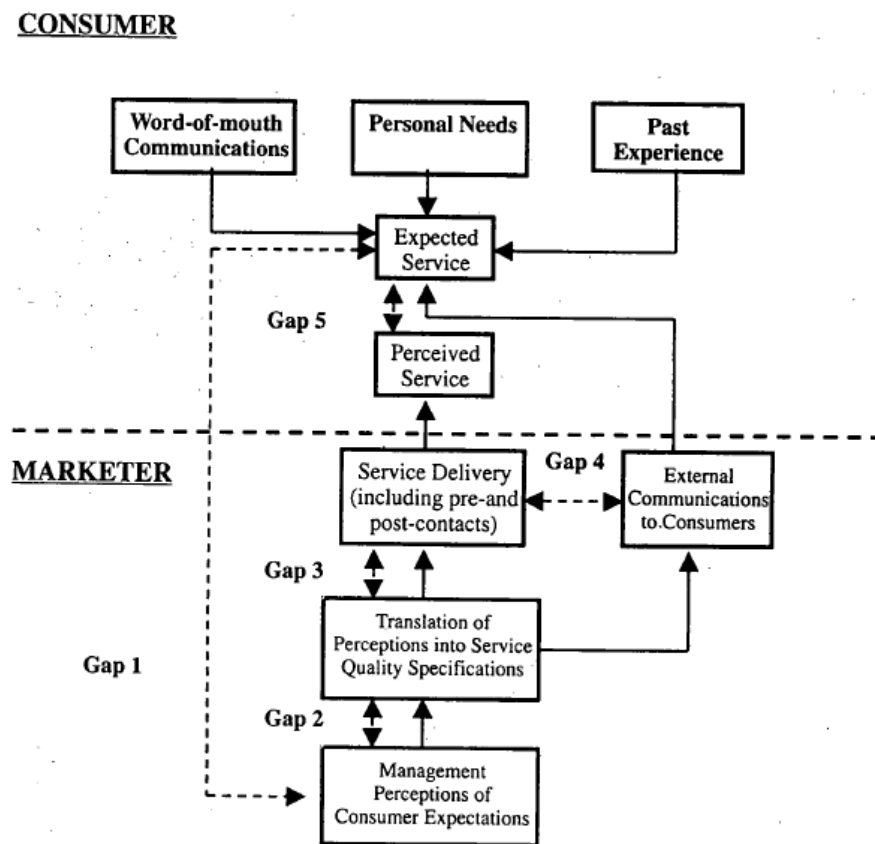 CONSUMER
Word-of-mouth
Communications
Personal Needs
Past
Experience
Expected
Service
Gap 5
Perceived
Service
MARKETER
Service Delivery
(including pre-and
post-contacts)
Gap 4
External
Communications
to.Consumers
Gap 3
Translation of
Perceptions into Service
Quality Specifications
Gap 1
Gap 2
Management
Perceptions of
Consumer Expectations